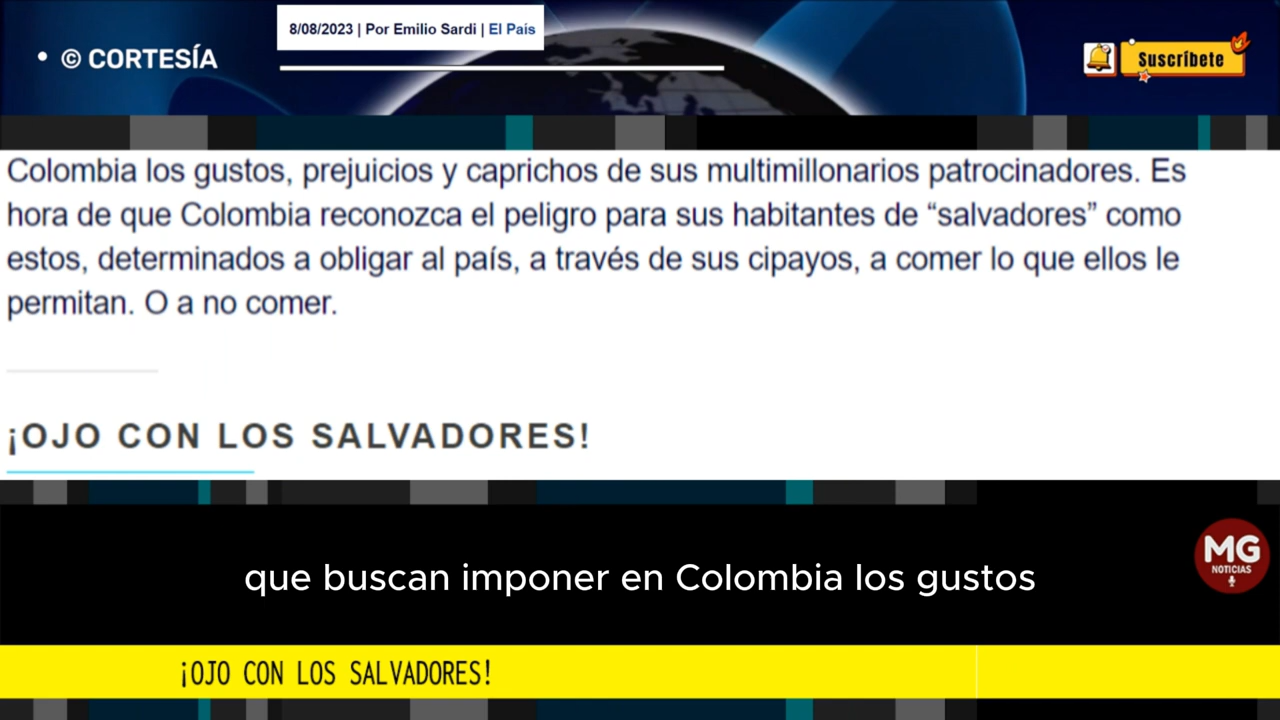 8/08/2023 | Por Emilio Sardi | El País
• © CORTESÍA
Suscríbete
Colombia los gustos, prejuicios y caprichos de sus multimillonarios patrocinadores. Es
hora de que Colombia reconozca el peligro para sus habitantes de “salvadores” como
estos, determinados a obligar al país, a través de sus cipayos, a comer lo que ellos le
permitan. O a no comer.
¡OJO CON LOS SALVADORES!
que buscan imponer en Colombia los gustos
MG
NOTICIAS
¡OJO CON LOS SALVADORES!